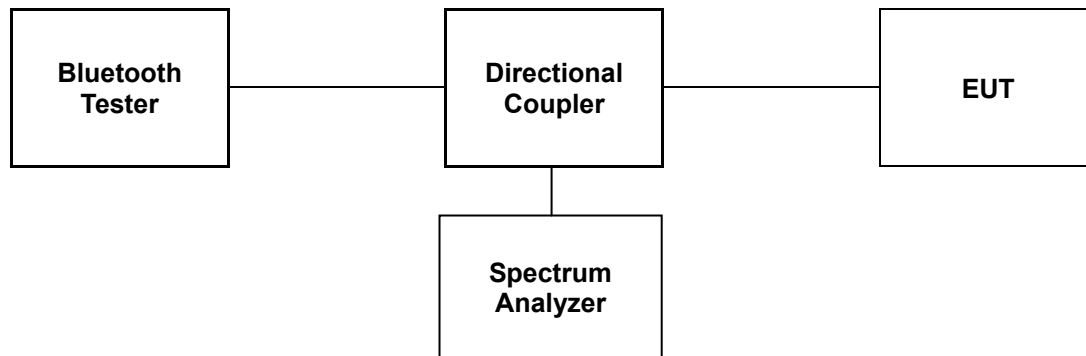 Bluetooth
Tester
Directional
Coupler
EUT
Spectrum
Analyzer